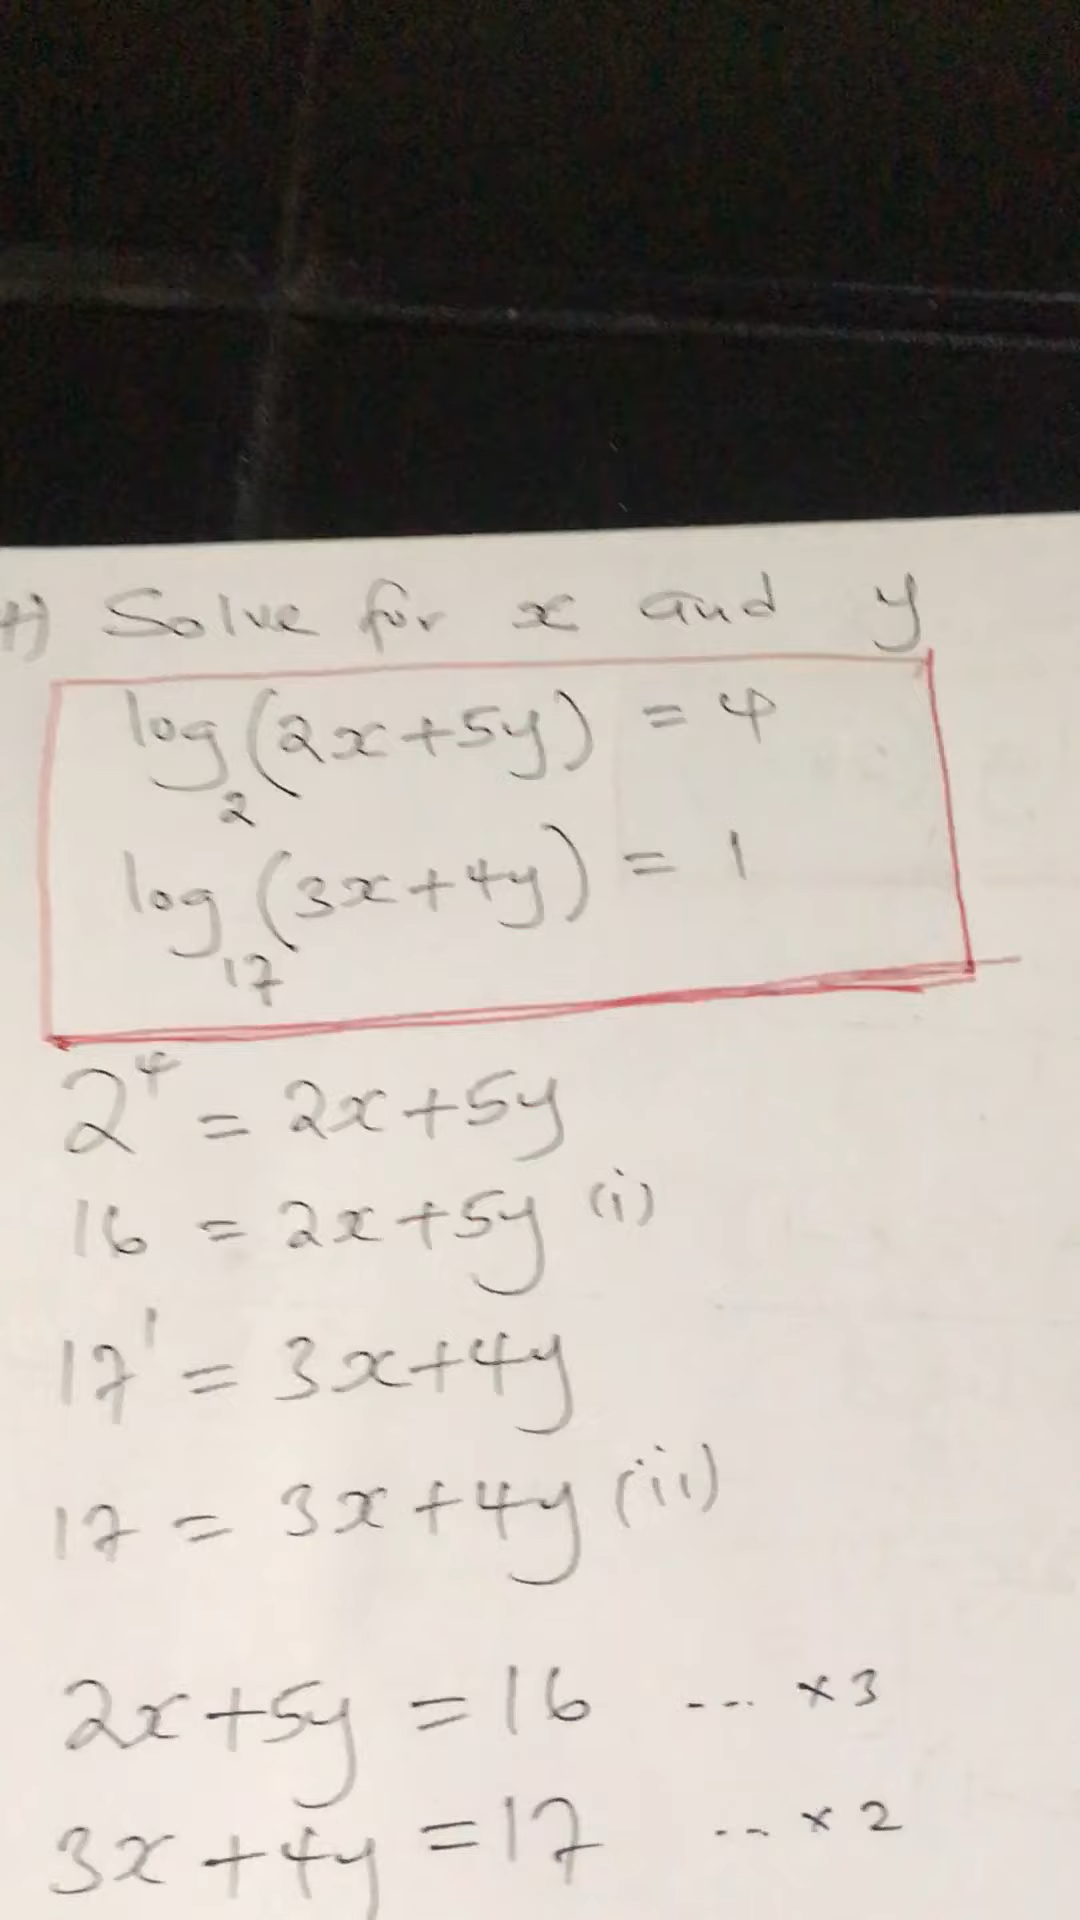 4) Solve for x and y
log₂(2x+5y) = 4
log₁₇(3x+4y) = 1
2⁴ = 2x+5y
16 = 2x+5y (i)
17¹ = 3x+4y
17 = 3x+4y (ii)
2x+5y = 16 --- ×3
3x+4y = 17 --- ×2